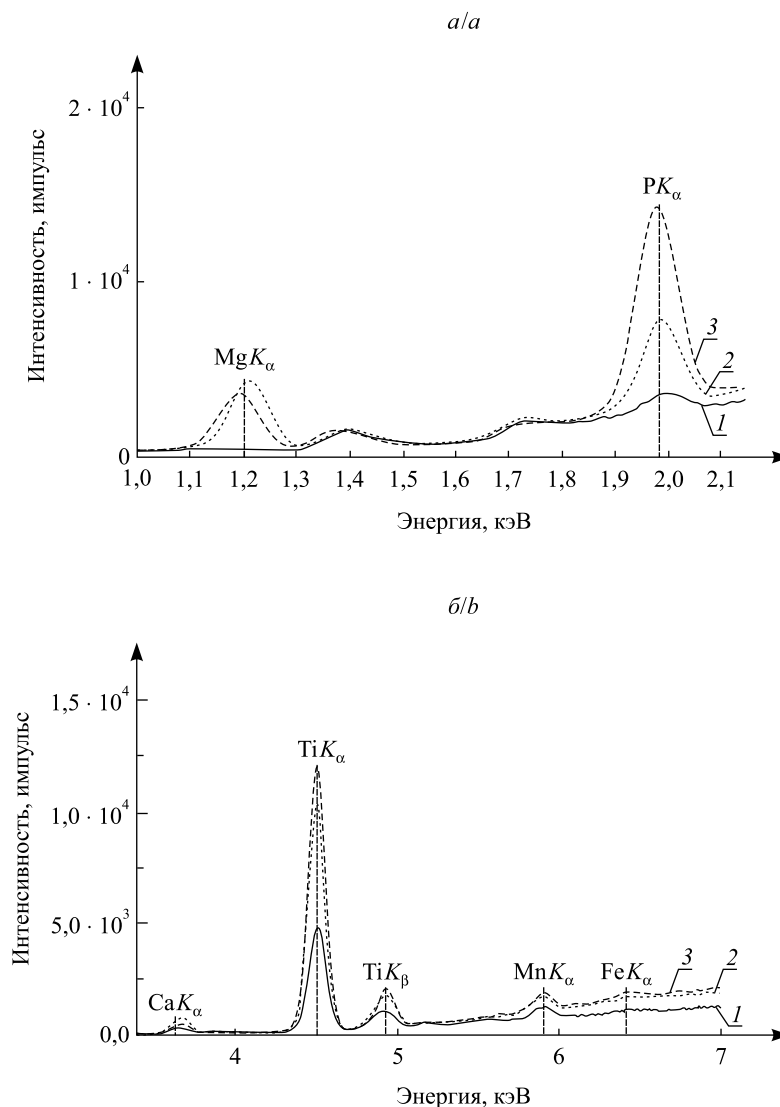 а/a
Интенсивность, импульс
2 · 10⁴
1 · 10⁴
0
MgKα
PKα
3
2
1
1,0 1,1 1,2 1,3 1,4 1,5 1,6 1,7 1,8 1,9 2,0 2,1
Энергия, кэВ
б/b
Интенсивность, импульс
1,5 · 10⁴
1,0 · 10⁴
5,0 · 10³
0,0
CaKα
TiKα
TiKβ
MnKα
FeKα
3
2
1
4 5 6 7
Энергия, кэВ